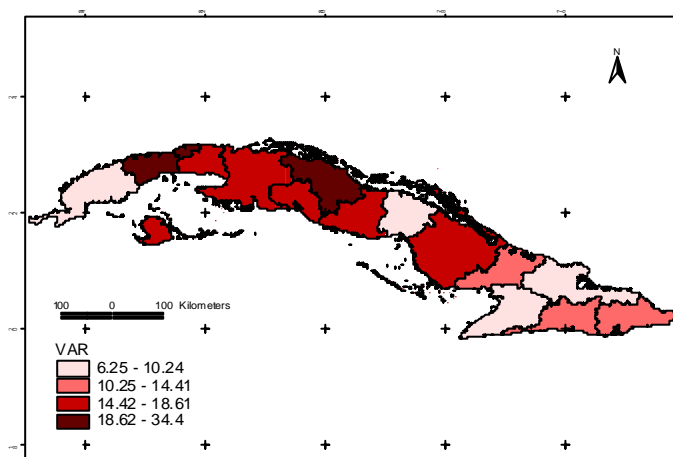 N
100 0 100 Kilometers
VAR
6.25 - 10.24
10.25 - 14.41
14.42 - 18.61
18.62 - 34.4